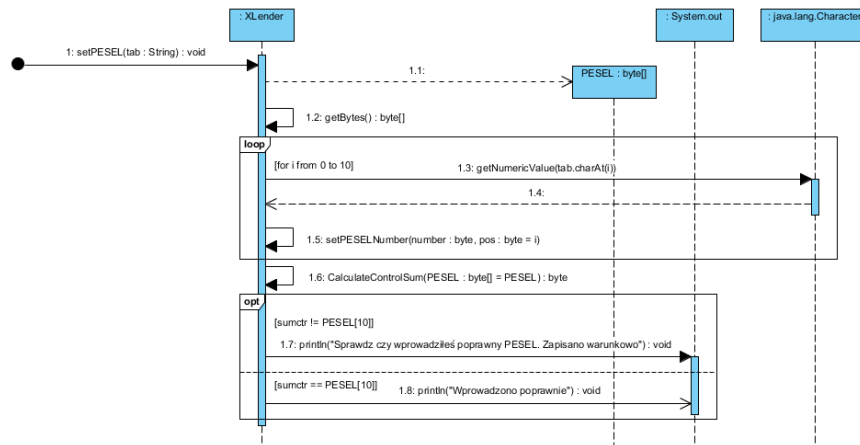 : XLender
: System.out
: java.lang.Character
1: setPESEL(tab : String) : void
1.1:
PESEL : byte[]
1.2: getBytes() : byte[]
loop
[for i from 0 to 10]
1.3: getNumericValue(tab.charAt(i))
1.4:
1.5: setPESELNumber(number : byte, pos : byte = i)
1.6: CalculateControlSum(PESEL : byte[] = PESEL) : byte
opt
[sumctr != PESEL[10]]
1.7: println("Sprawdz czy wprowadziłeś poprawny PESEL. Zapisano warunkowo") : void
[sumctr == PESEL[10]]
1.8: println("Wprowadzono poprawnie") : void